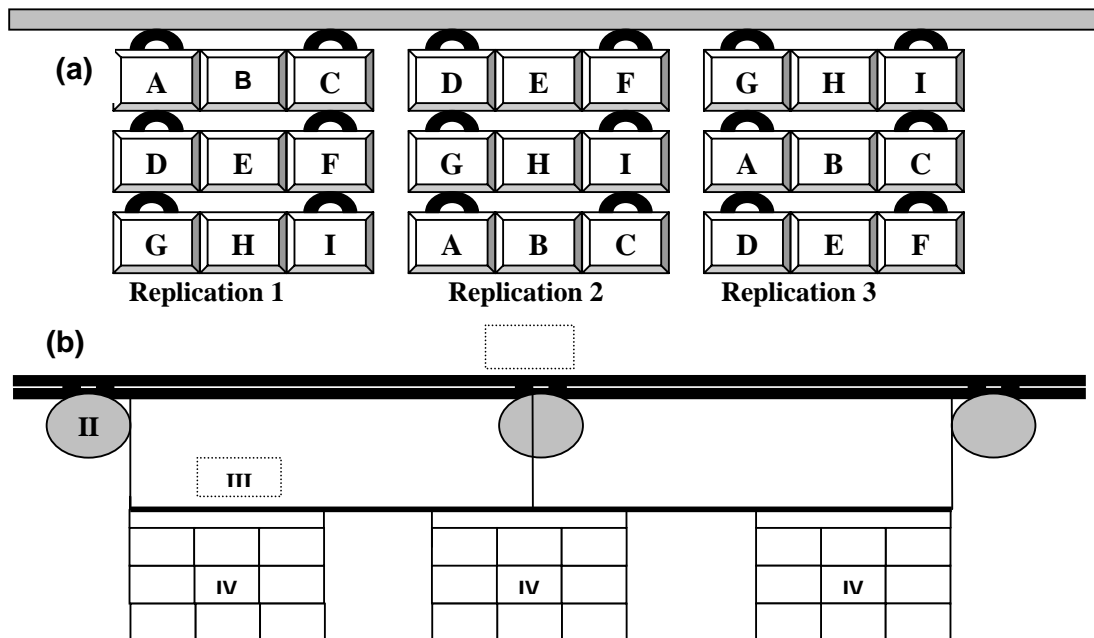 (a)
A B C D E F G H I
D E F G H I A B C
G H I A B C D E F
Replication 1 Replication 2 Replication 3
(b)
II
III
IV IV IV